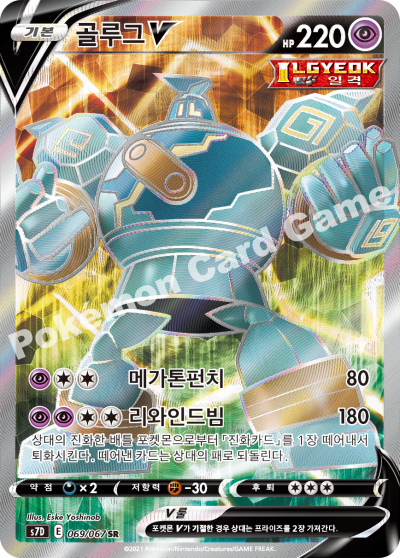 기본 골루그V HP 220
ILGYEOK
일격
Pokémon Card Game
메가톤펀치 80
리와인드빔 180
상대의 진화한 배틀 포켓몬으로부터 「진화카드」를 1장 떼어내서
퇴화시킨다. 떼어낸 카드는 상대의 패로 되돌린다.
약점 ×2 저항력 -30 후퇴
Illus. Eske Yoshinob
s7D E 069/067 SR
V룰
포켓몬 V가 기절한 경우 상대는 프라이즈를 2장 가져간다.
©2021 Pokémon/Nintendo/Creatures/GAME FREAK.